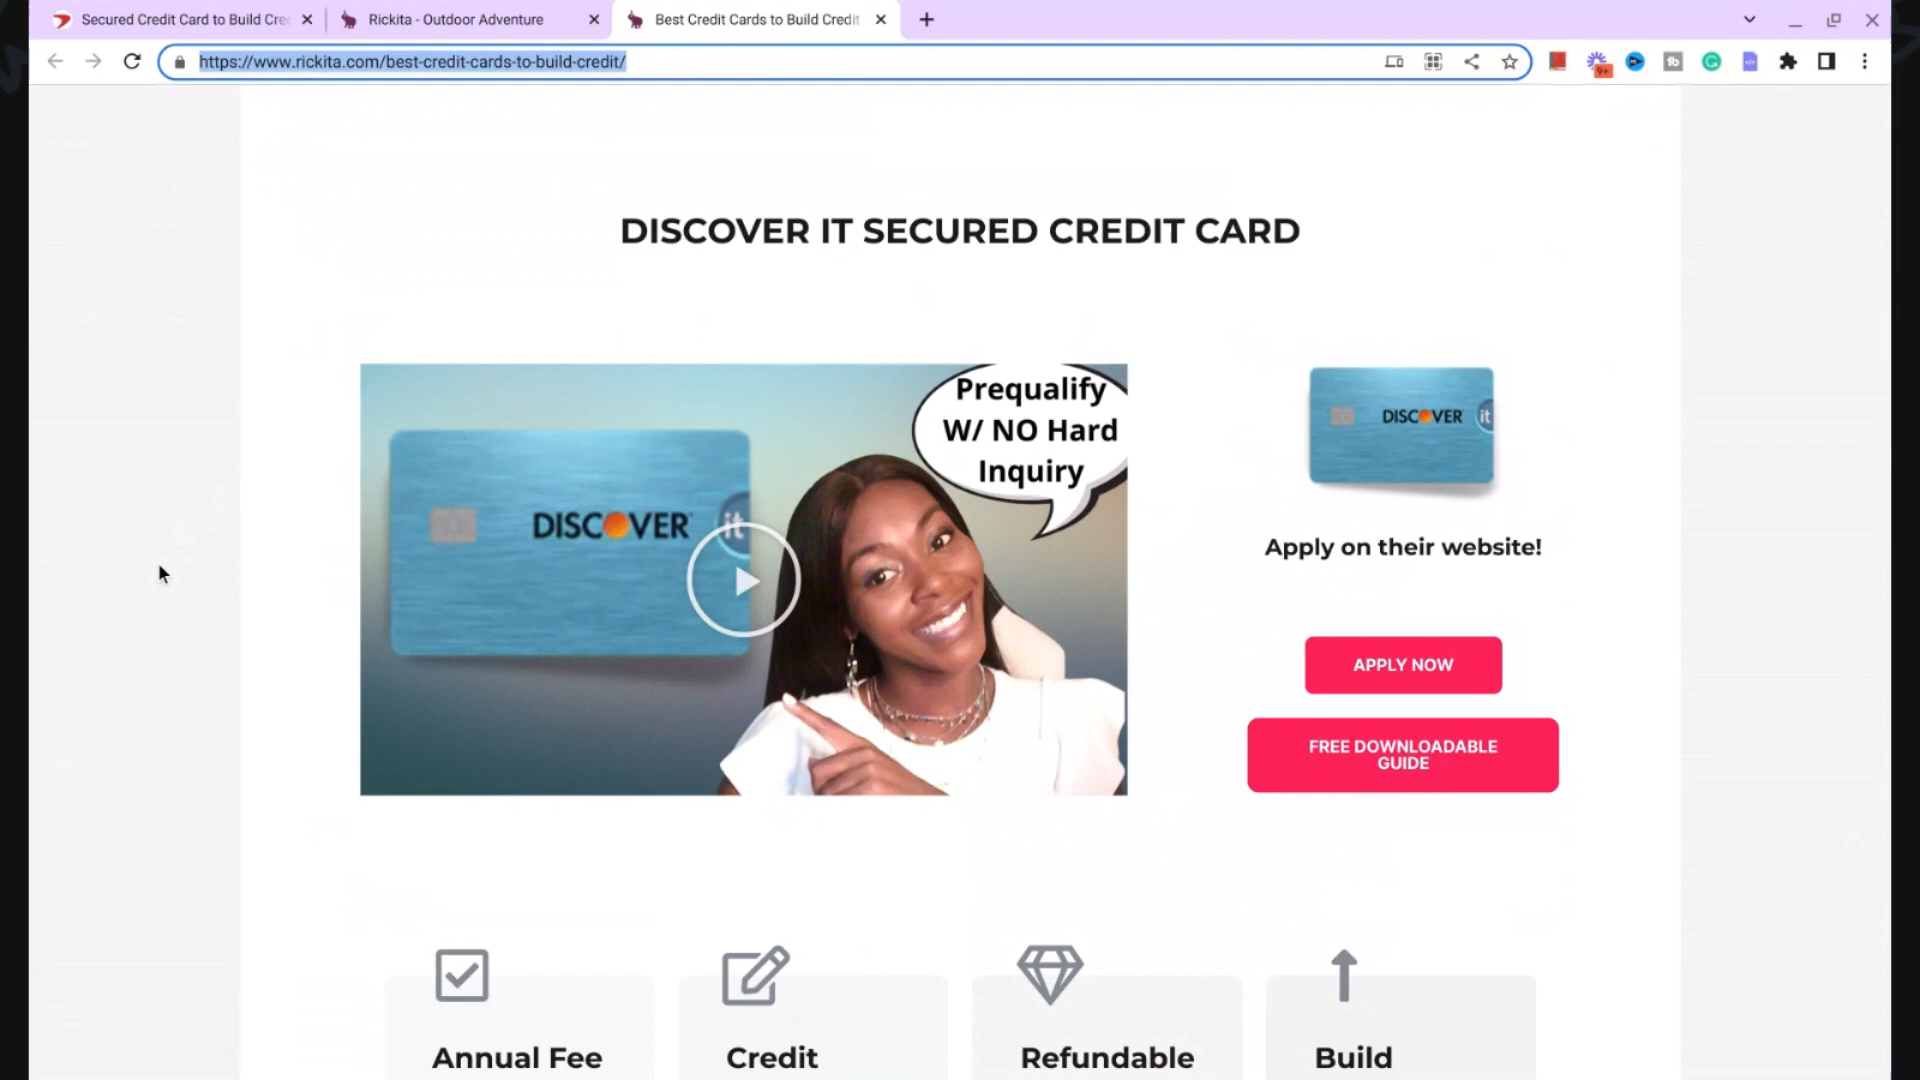 Secured Credit Card to Build Cre
Rickita - Outdoor Adventure
Best Credit Cards to Build Credit
https://www.rickita.com/best-credit-cards-to-build-credit/
9+
DISCOVER IT SECURED CREDIT CARD
Prequalify
W/ NO Hard
Inquiry
DISCOVER it
DISCOVER it
Apply on their website!
APPLY NOW
FREE DOWNLOADABLE
GUIDE
Annual Fee
Credit
Refundable
Build